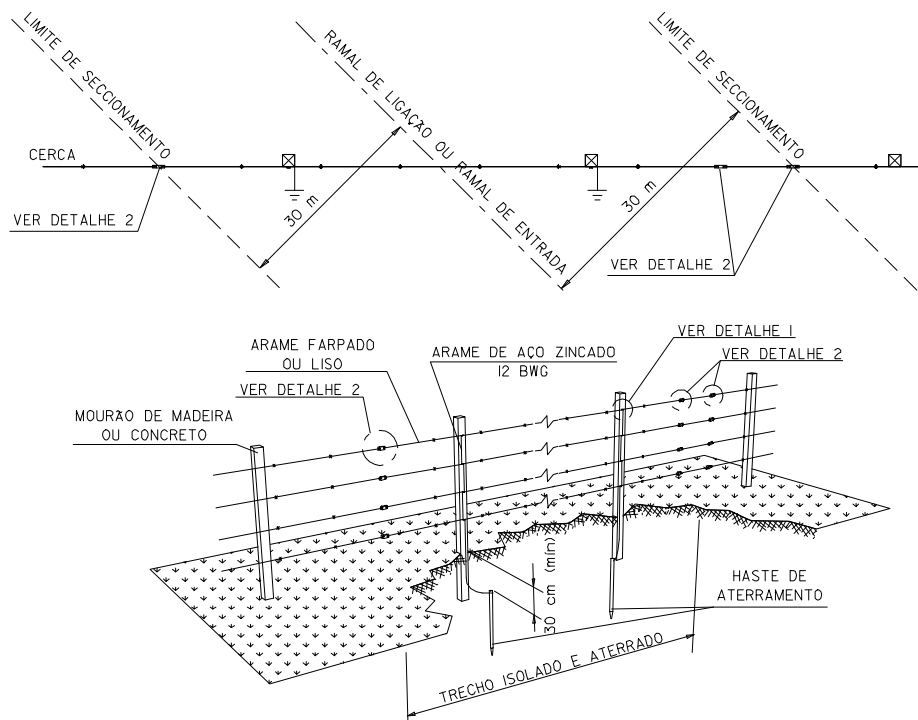 LIMITE DE SECCIONAMENTO
RAMAL DE LIGAÇÃO OU RAMAL DE ENTRADA
LIMITE DE SECCIONAMENTO
CERCA
30 m
30 m
VER DETALHE 2
VER DETALHE 2
VER DETALHE 1
ARAME FARPADO
OU LISO
ARAME DE AÇO ZINCADO
12 BWG
VER DETALHE 2
VER DETALHE 2
MOURÃO DE MADEIRA
OU CONCRETO
30 cm (mín)
HASTE DE
ATERRAMENTO
TRECHO ISOLADO E ATERRADO